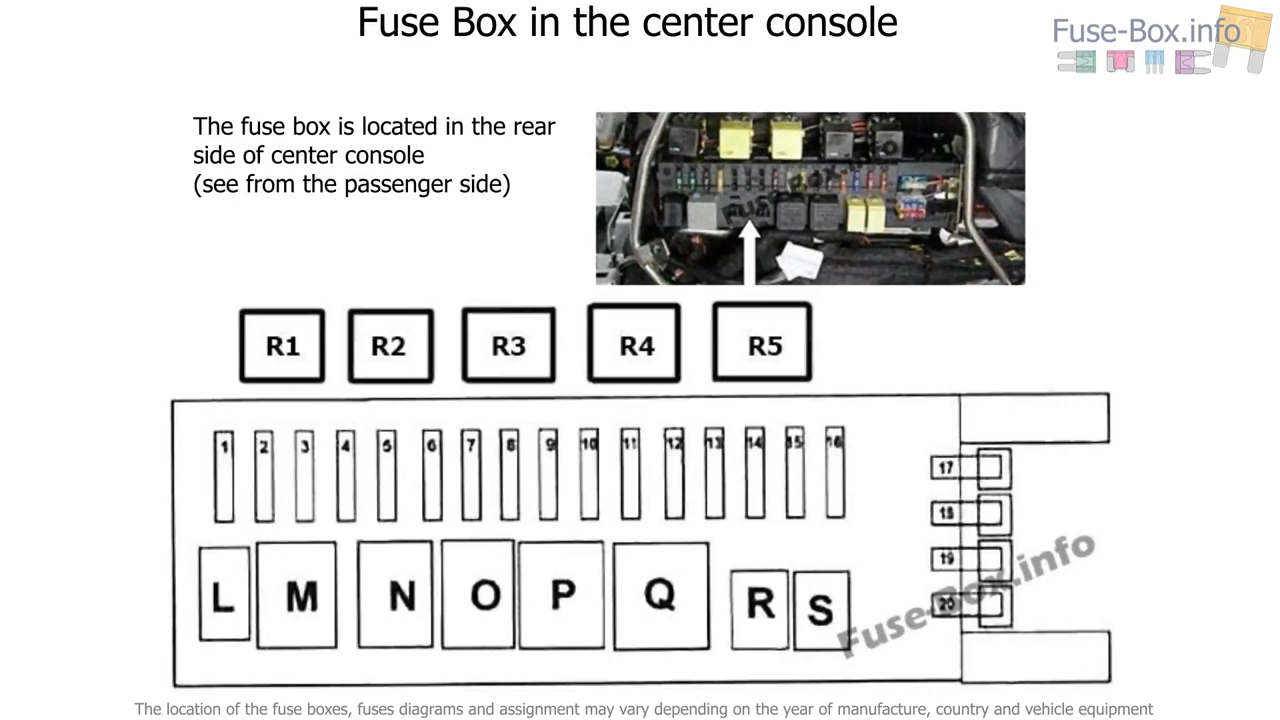 Fuse Box in the center console
Fuse-Box.info
The fuse box is located in the rear
side of center console
(see from the passenger side)
R1 R2 R3 R4 R5
1 2 3 4 5 6 7 8 9 10 11 12 13 14 15 16
17
18
19
20
L M N O P Q R S
Fuse-Box.info
The location of the fuse boxes, fuses diagrams and assignment may vary depending on the year of manufacture, country and vehicle equipment